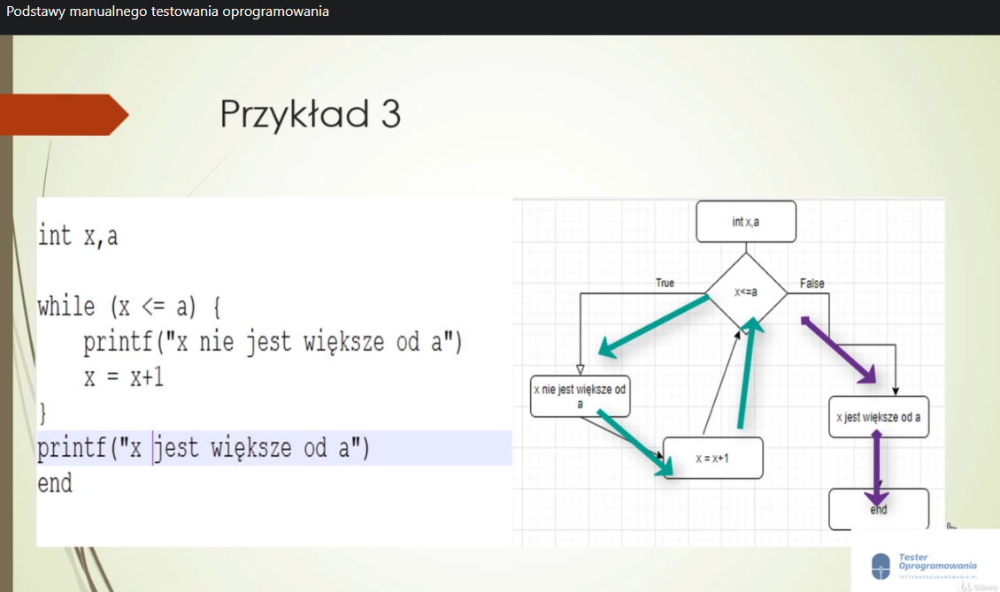 Podstawy manualnego testowania oprogramowania
Przykład 3
int x,a
while (x <= a) {
printf("x nie jest większe od a")
x = x+1
}
printf("x jest większe od a")
end
int x,a
x<=a
True
False
x nie jest większe od
a
x = x+1
x jest większe od a
end
Tester
Oprogramowania
TESTEROPROGRAMOWANIA.PL
Udemy